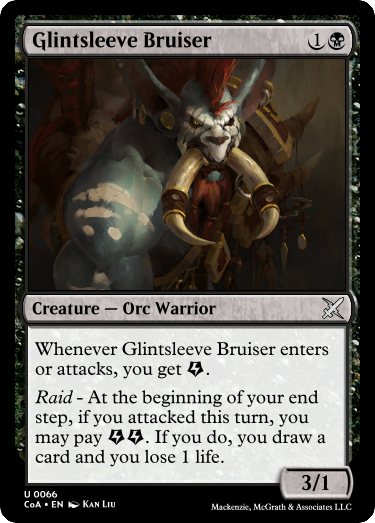 Glintsleeve Bruiser 1
Creature — Orc Warrior
Whenever Glintsleeve Bruiser enters
or attacks, you get .
Raid - At the beginning of your end
step, if you attacked this turn, you
may pay . If you do, you draw a
card and you lose 1 life.
3/1
U 0066
CoA • EN Kan Liu
Mackenzie, McGrath & Associates LLC